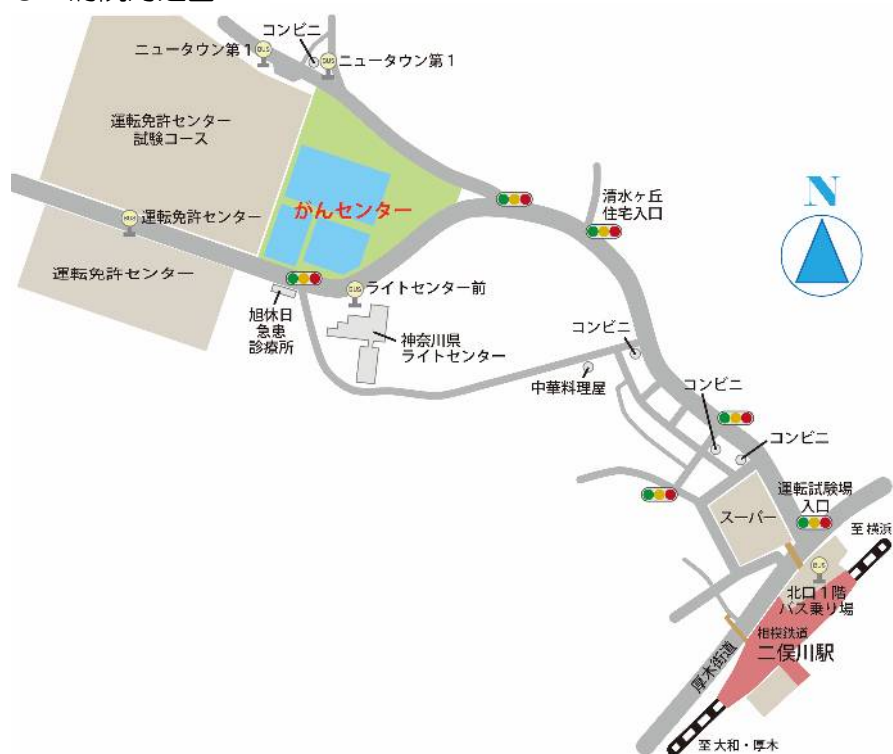 コンビニ
ニュータウン第1
BUS
BUS
ニュータウン第1
運転免許センター
試験コース
がんセンター
清水ヶ丘
住宅入口
N
BUS
運転免許センター
運転免許センター
BUS
ライトセンター前
旭休日
急患
診療所
神奈川県
ライトセンター
コンビニ
中華料理屋
コンビニ
コンビニ
スーパー
運転試験場
入口
至 横浜
BUS
北口1階
バス乗り場
相模鉄道
二俣川駅
厚木街道
至 大和・厚木